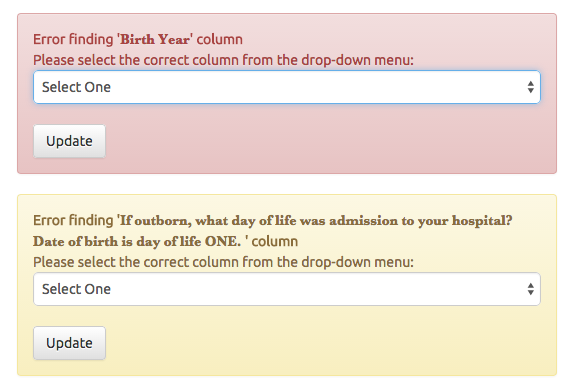 Error finding 'Birth Year' column
Please select the correct column from the drop-down menu:
Select One
Update
Error finding 'If outborn, what day of life was admission to your hospital?
Date of birth is day of life ONE. ' column
Please select the correct column from the drop-down menu:
Select One
Update